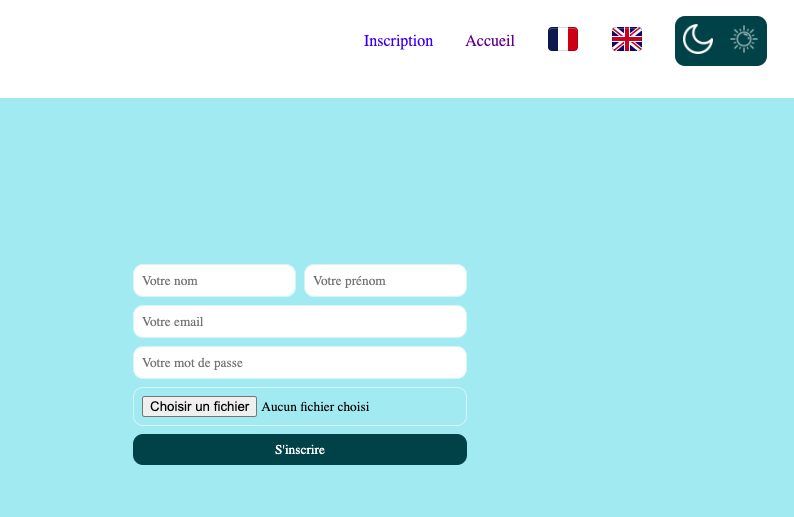 Inscription Accueil
Votre nom Votre prénom
Votre email
Votre mot de passe
Choisir un fichier Aucun fichier choisi
S'inscrire